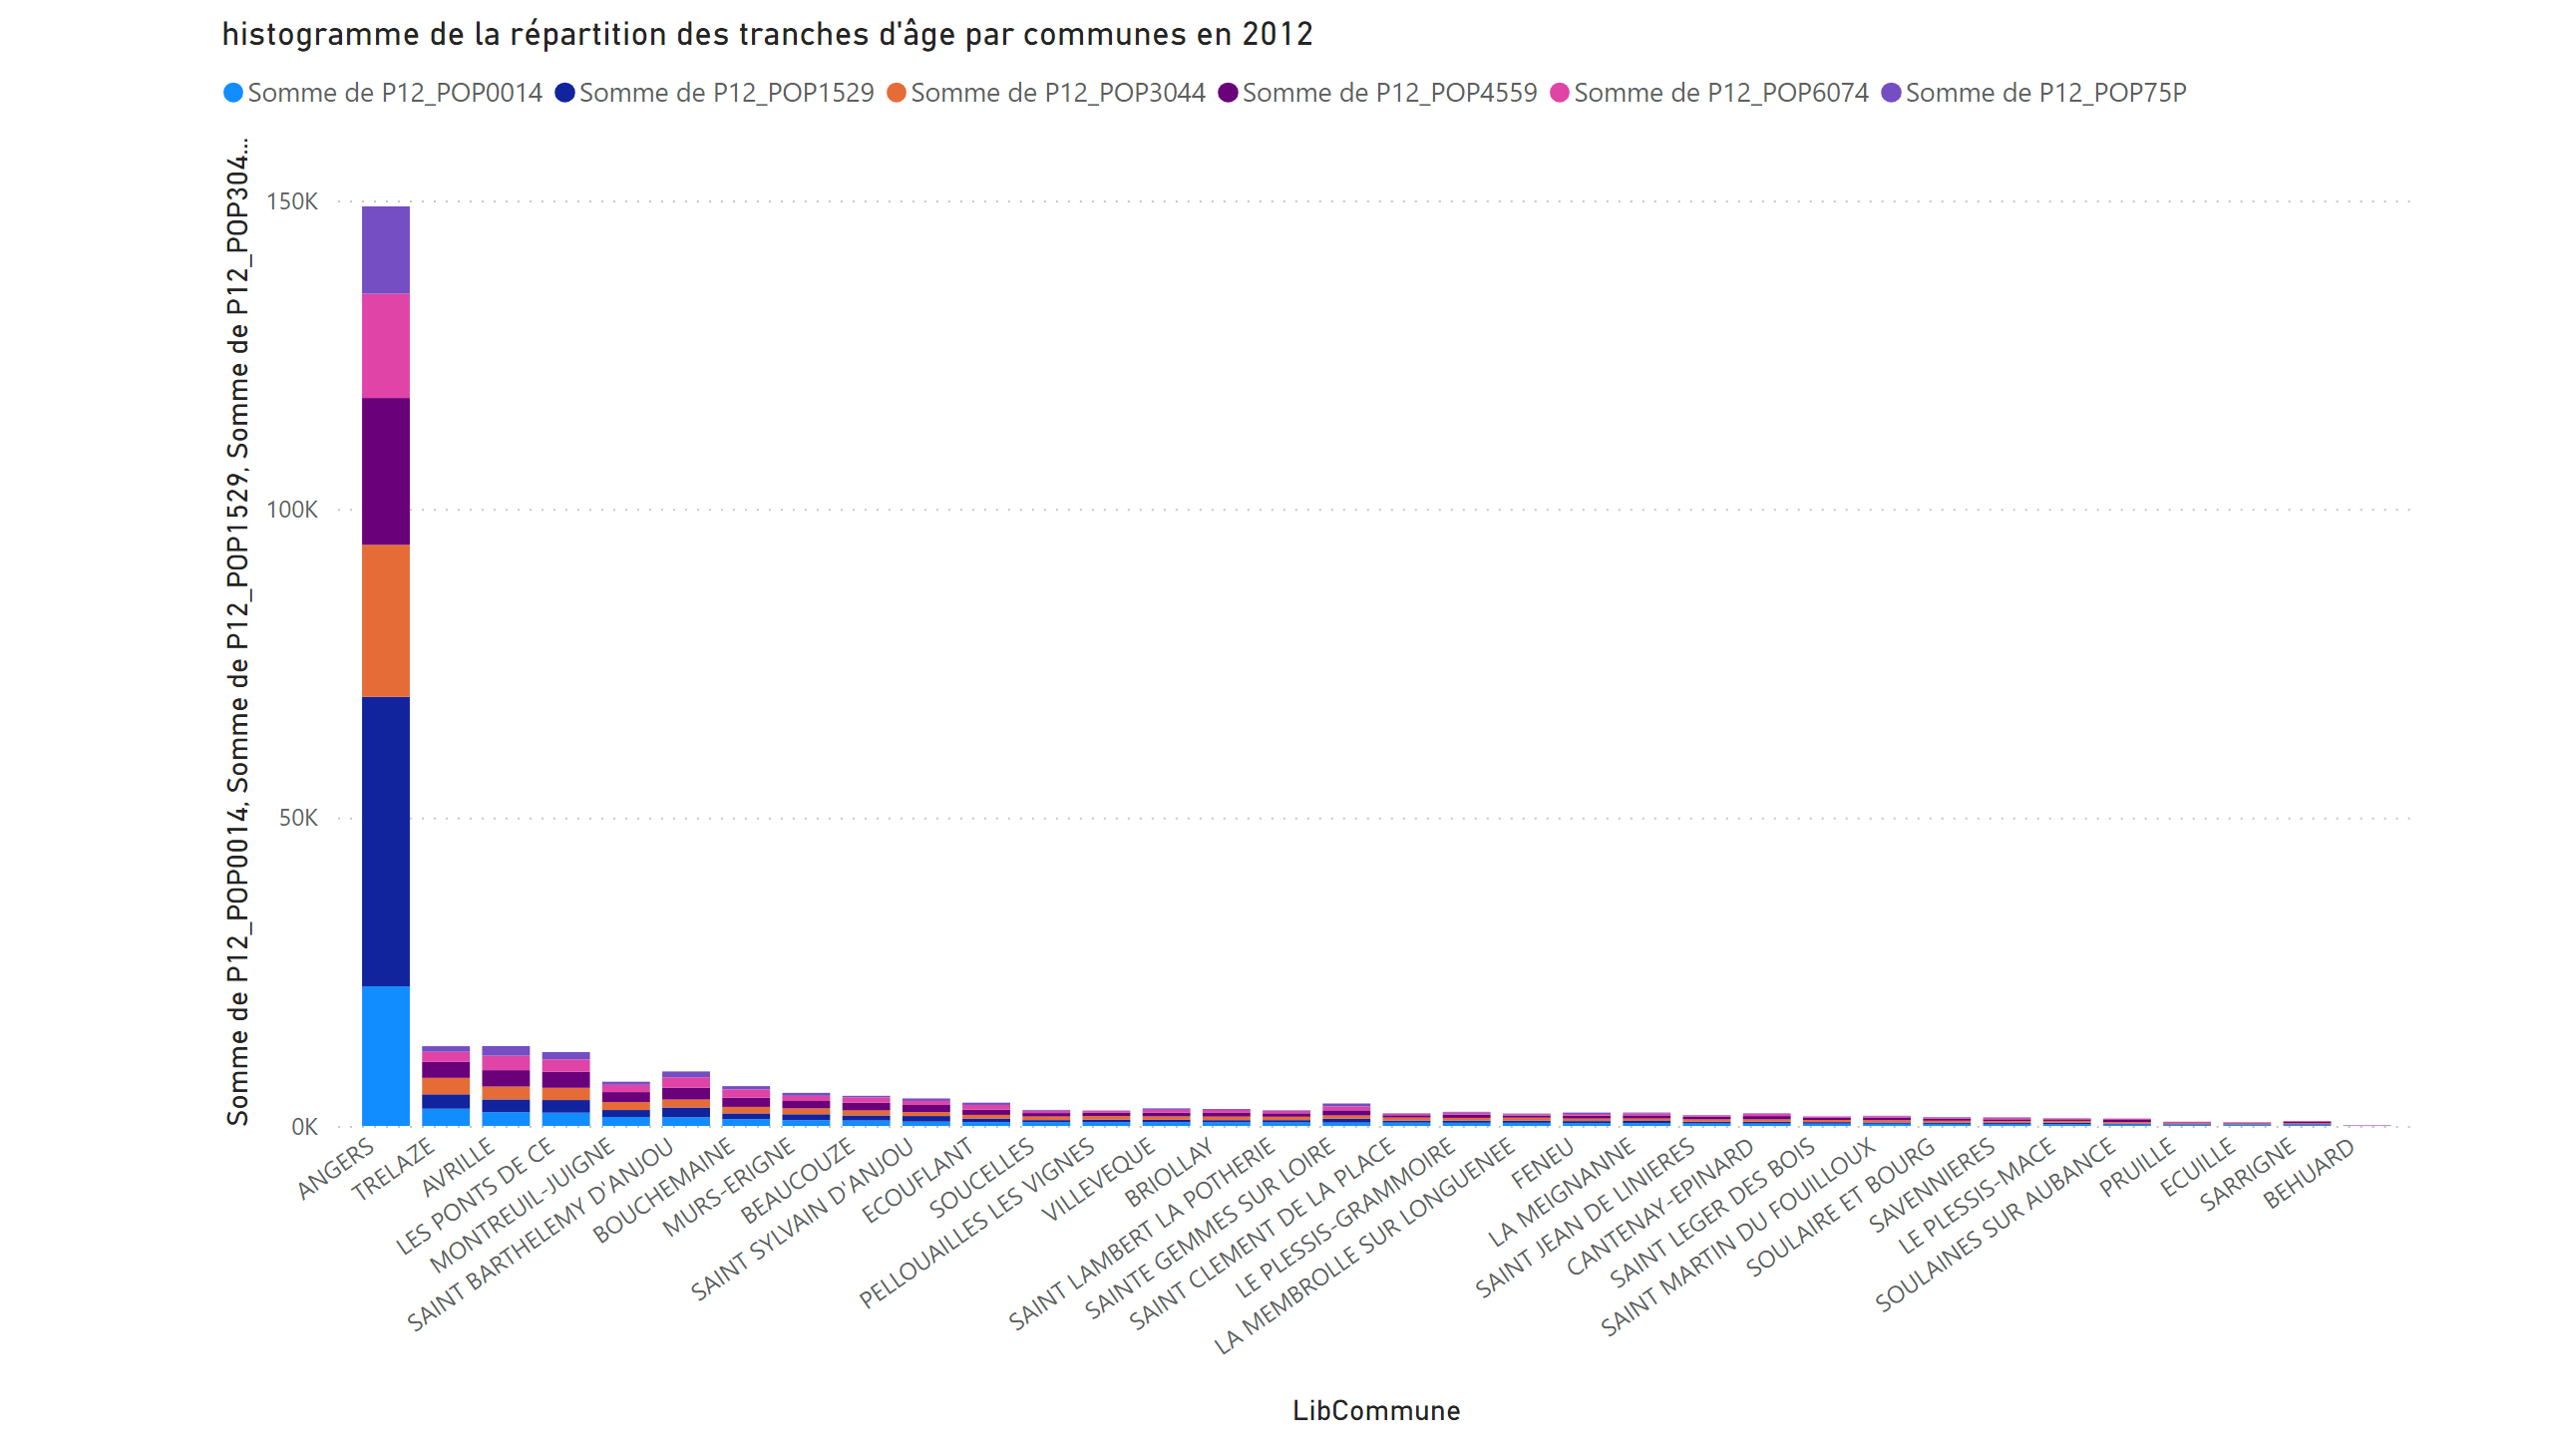 histogramme de la répartition des tranches d'âge par communes en 2012
Somme de P12_POP0014 Somme de P12_POP1529 Somme de P12_POP3044 Somme de P12_POP4559 Somme de P12_POP6074 Somme de P12_POP75P
Somme de P12_POP0014, Somme de P12_POP1529, Somme de P12_POP304...
150K
100K
50K
0K
ANGERS
TRELAZE
AVRILLE
LES PONTS DE CE
MONTREUIL-JUIGNE
SAINT BARTHELEMY D'ANJOU
BOUCHEMAINE
MURS-ERIGNE
BEAUCOUZE
SAINT SYLVAIN D'ANJOU
ECOUFLANT
SOUCELLES
PELLOUAILLES LES VIGNES
VILLEVEQUE
BRIOLLAY
SAINT LAMBERT LA POTHERIE
SAINTE GEMMES SUR LOIRE
SAINT CLEMENT DE LA PLACE
LE PLESSIS-GRAMMOIRE
LA MEMBROLLE SUR LONGUENEE
FENEU
LA MEIGNANNE
SAINT JEAN DE LINIERES
CANTENAY-EPINARD
SAINT LEGER DES BOIS
SAINT MARTIN DU FOUILLOUX
SOULAIRE ET BOURG
SAVENNIERES
LE PLESSIS-MACE
SOULAINES SUR AUBANCE
PRUILLE
ECUILLE
SARRIGNE
BEHUARD
LibCommune